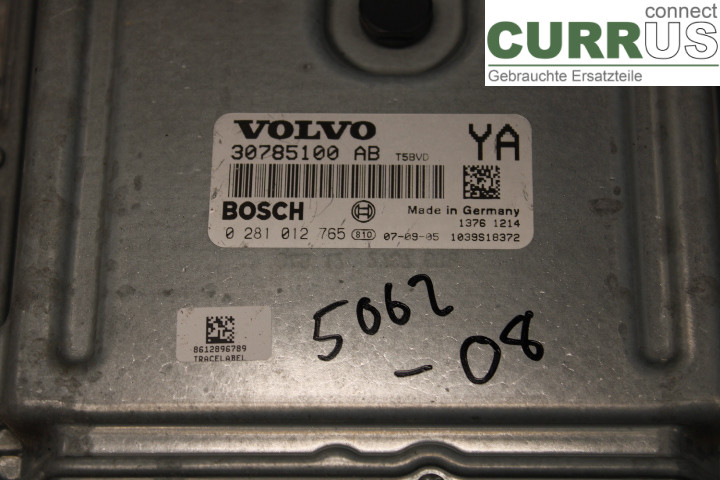 connect
CURRUS
Gebrauchte Ersatzteile
VOLVO
YA
30785100 AB T5BVD
BOSCH
Made in Germany
1376 1214
0 281 012 765 810 07-09-05 1039S18372
5062
-08
8612896789
TRACELABEL